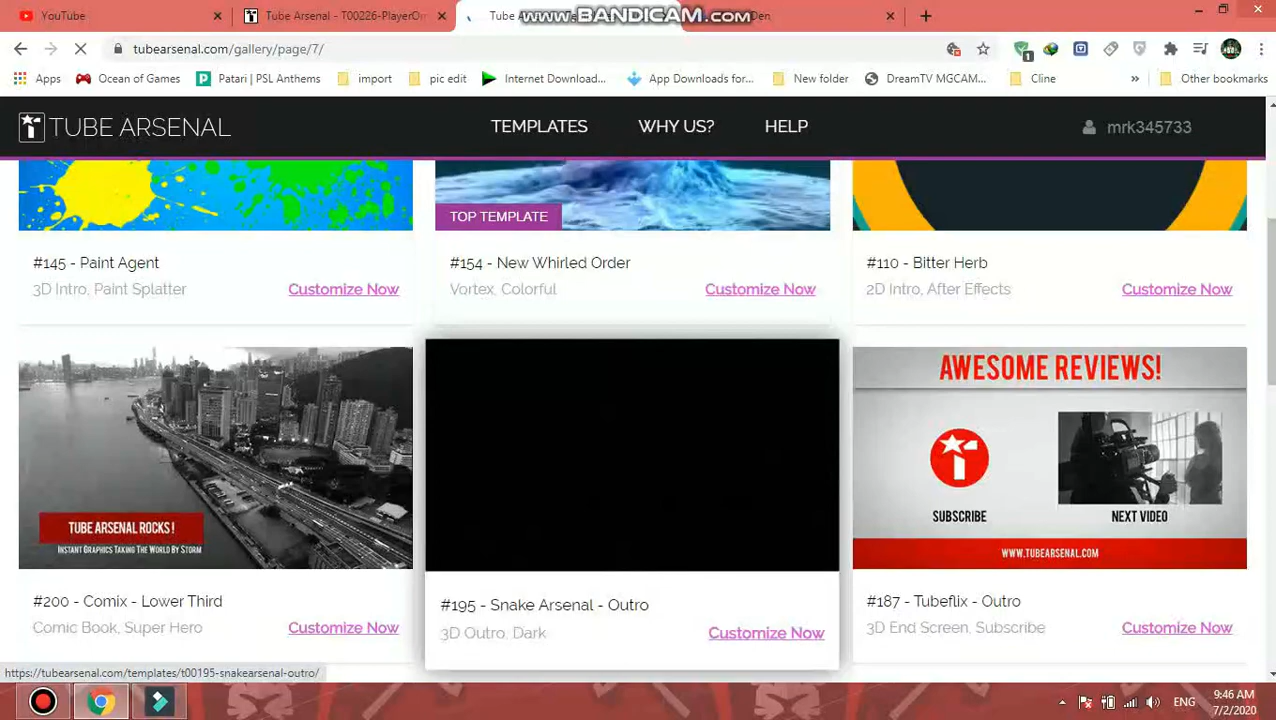 www.BANDICAM.com
YouTube
Tube Arsenal - T00226-PlayerO
Tube Ar
Den
tubearsenal.com/gallery/page/7/
1
Apps
Ocean of Games
Patari | PSL Anthems
import
pic edit
Internet Download...
App Downloads for...
New folder
DreamTV MGCAM...
Cline
»
Other bookmarks
TUBE ARSENAL
TEMPLATES
WHY US?
HELP
mrk345733
TOP TEMPLATE
#145 - Paint Agent
3D Intro, Paint Splatter
Customize Now
#154 - New Whirled Order
Vortex, Colorful
Customize Now
#110 - Bitter Herb
2D Intro, After Effects
Customize Now
TUBE ARSENAL ROCKS !
INSTANT GRAPHICS TAKING THE WORLD BY STORM
#200 - Comix - Lower Third
Comic Book, Super Hero
Customize Now
#195 - Snake Arsenal - Outro
3D Outro, Dark
Customize Now
AWESOME REVIEWS!
SUBSCRIBE
NEXT VIDEO
WWW.TUBEARSENAL.COM
#187 - Tubeflix - Outro
3D End Screen, Subscribe
Customize Now
https://tubearsenal.com/templates/t00195-snakearsenal-outro/
ENG
9:46 AM
7/2/2020